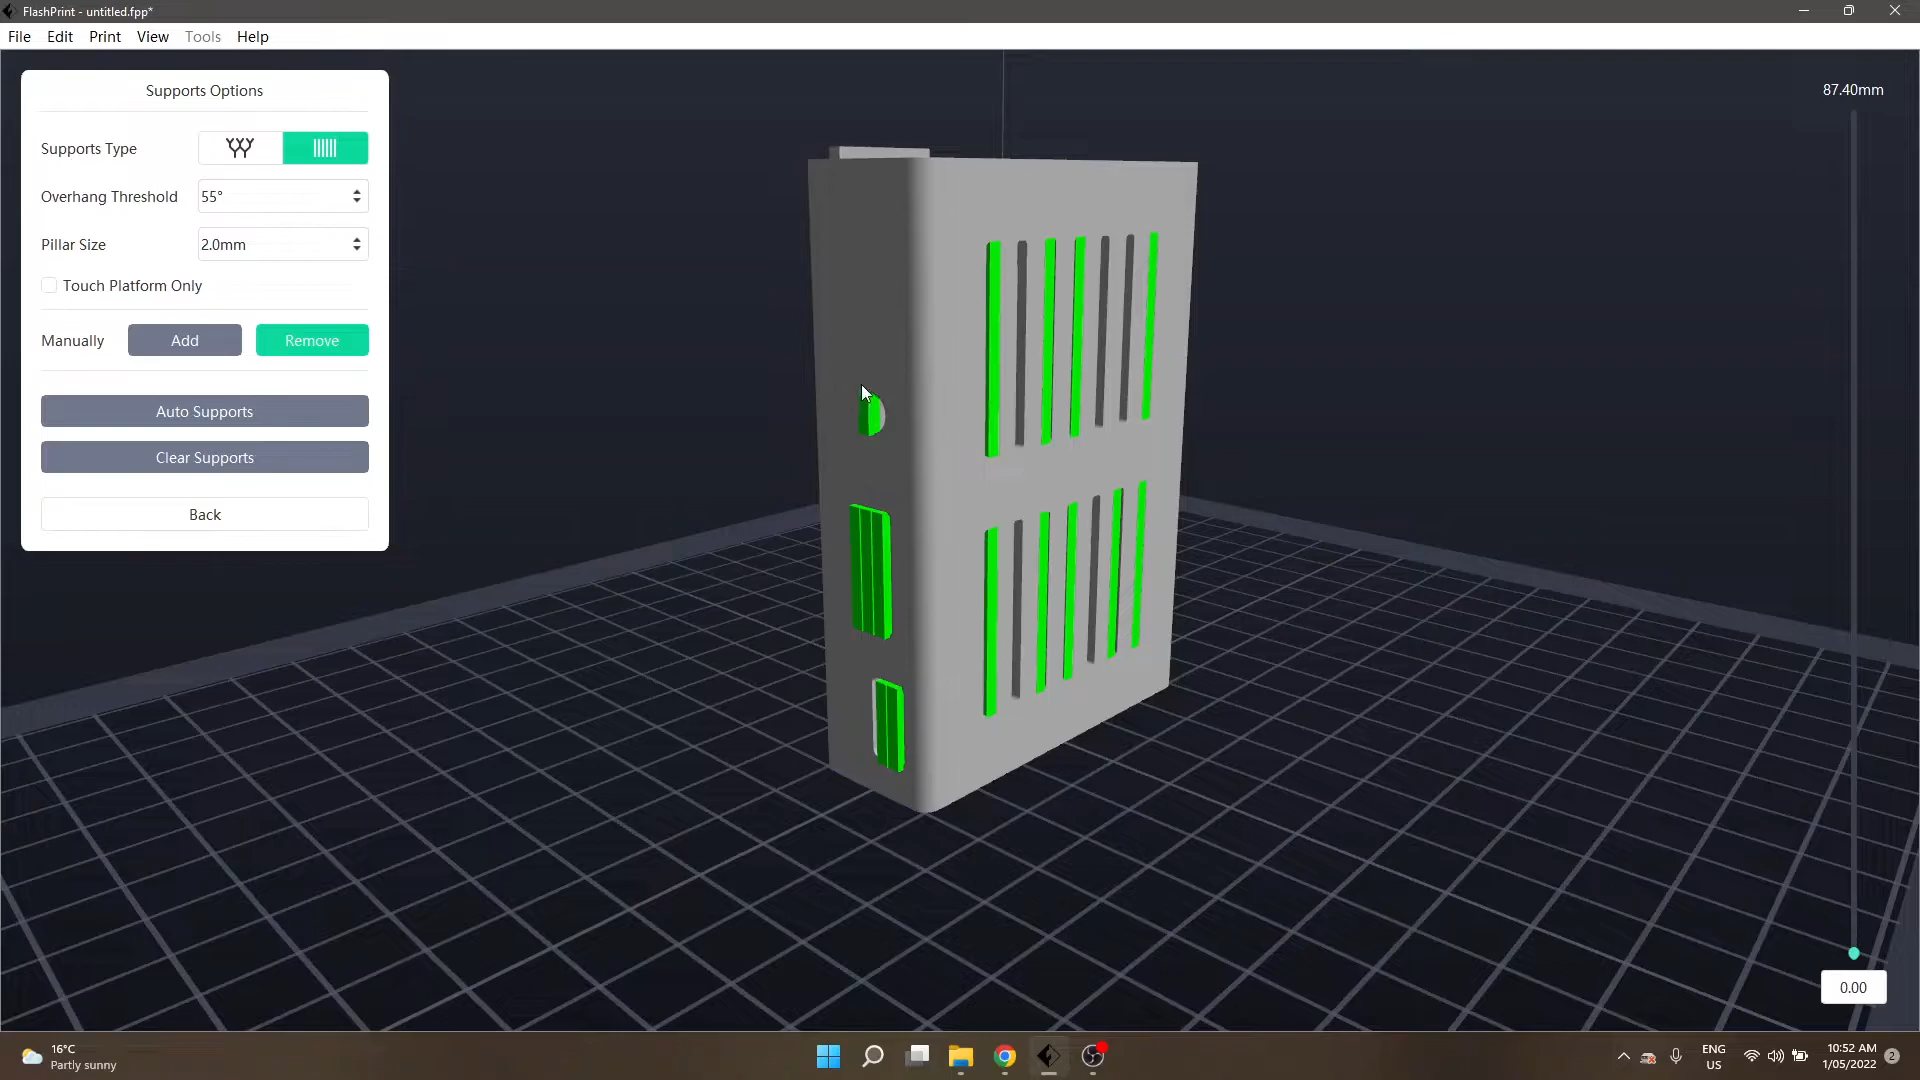 FlashPrint - untitled.fpp*
File Edit Print View Tools Help
Supports Options
Supports Type
Overhang Threshold 55°
Pillar Size 2.0mm
Touch Platform Only
Manually Add Remove
Auto Supports
Clear Supports
Back
87.40mm
0.00
16°C
Partly sunny
ENG
US
10:52 AM
1/05/2022
2